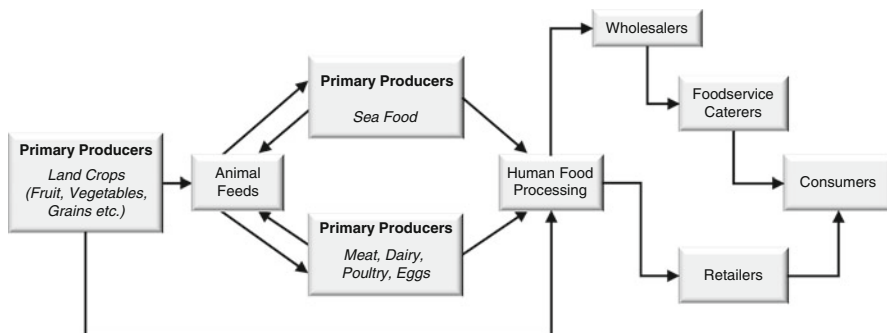 Primary Producers
Land Crops
(Fruit, Vegetables,
Grains etc.)
Animal
Feeds
Primary Producers
Sea Food
Primary Producers
Meat, Dairy,
Poultry, Eggs
Human Food
Processing
Wholesalers
Foodservice
Caterers
Consumers
Retailers